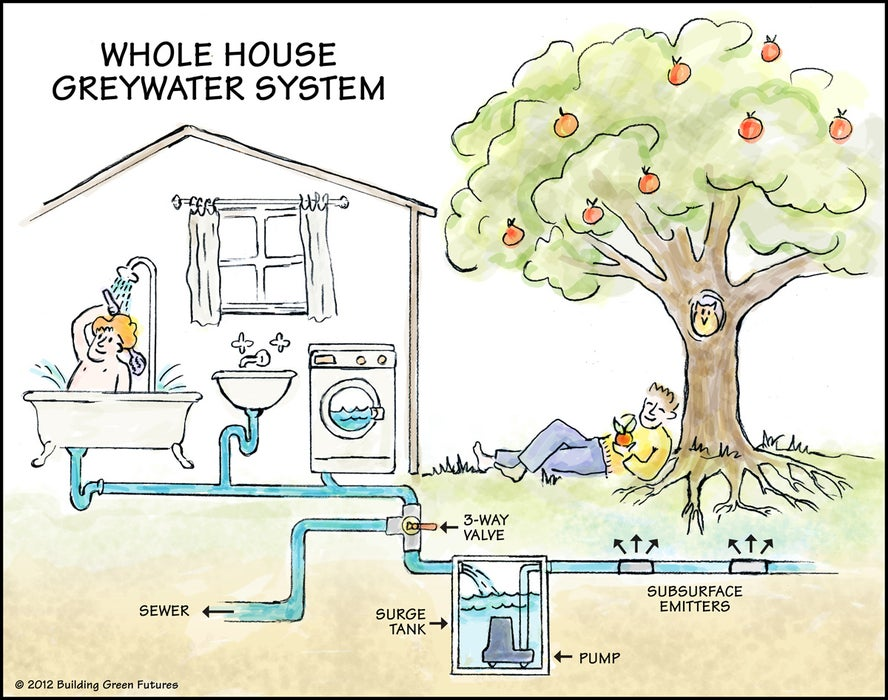 WHOLE HOUSE
GREYWATER SYSTEM
3-WAY
VALVE
SEWER
SURGE
TANK
SUBSURFACE
EMITTERS
PUMP
© 2012 Building Green Futures